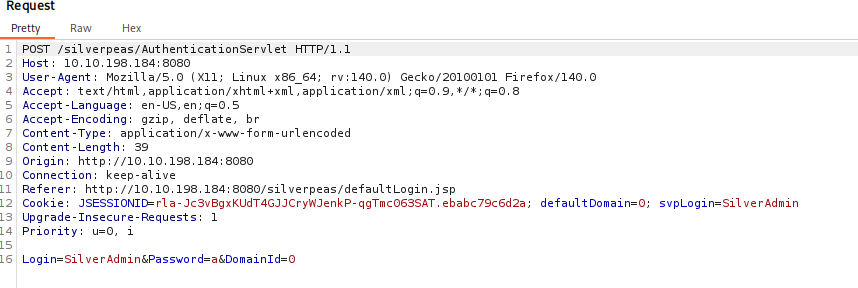 Request
Pretty Raw Hex
1 POST /silverpeas/AuthenticationServlet HTTP/1.1
2 Host: 10.10.198.184:8080
3 User-Agent: Mozilla/5.0 (X11; Linux x86_64; rv:140.0) Gecko/20100101 Firefox/140.0
4 Accept: text/html,application/xhtml+xml,application/xml;q=0.9,*/*;q=0.8
5 Accept-Language: en-US,en;q=0.5
6 Accept-Encoding: gzip, deflate, br
7 Content-Type: application/x-www-form-urlencoded
8 Content-Length: 39
9 Origin: http://10.10.198.184:8080
10 Connection: keep-alive
11 Referer: http://10.10.198.184:8080/silverpeas/defaultLogin.jsp
12 Cookie: JSESSIONID=rla-Jc3vBgxKUdT4GJJCryWJenkP-qgTmcO63SAT.ebabc79c6d2a; defaultDomain=0; svpLogin=SilverAdmin
13 Upgrade-Insecure-Requests: 1
14 Priority: u=0, i
15
16 Login=SilverAdmin&Password=a&DomainId=0